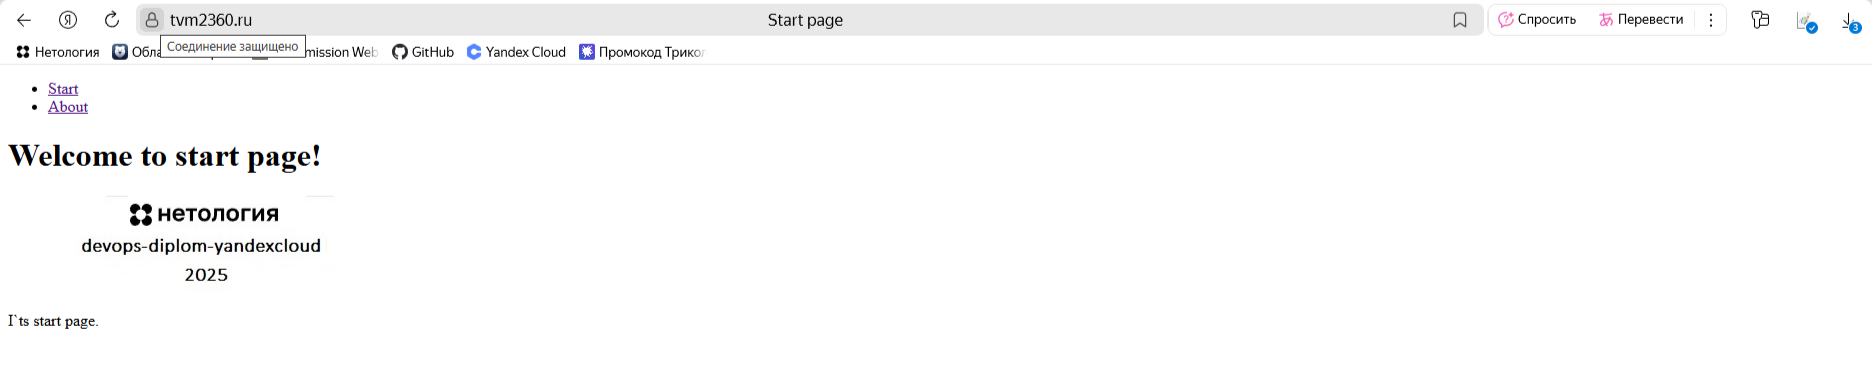 Я tvm2360.ru Start page Спросить Перевести 3
Соединение защищено
Нетология Обла mission Web GitHub Yandex Cloud Промокод Трикол
Start
About
Welcome to start page!
нетология
devops-diplom-yandexcloud
2025
I`ts start page.